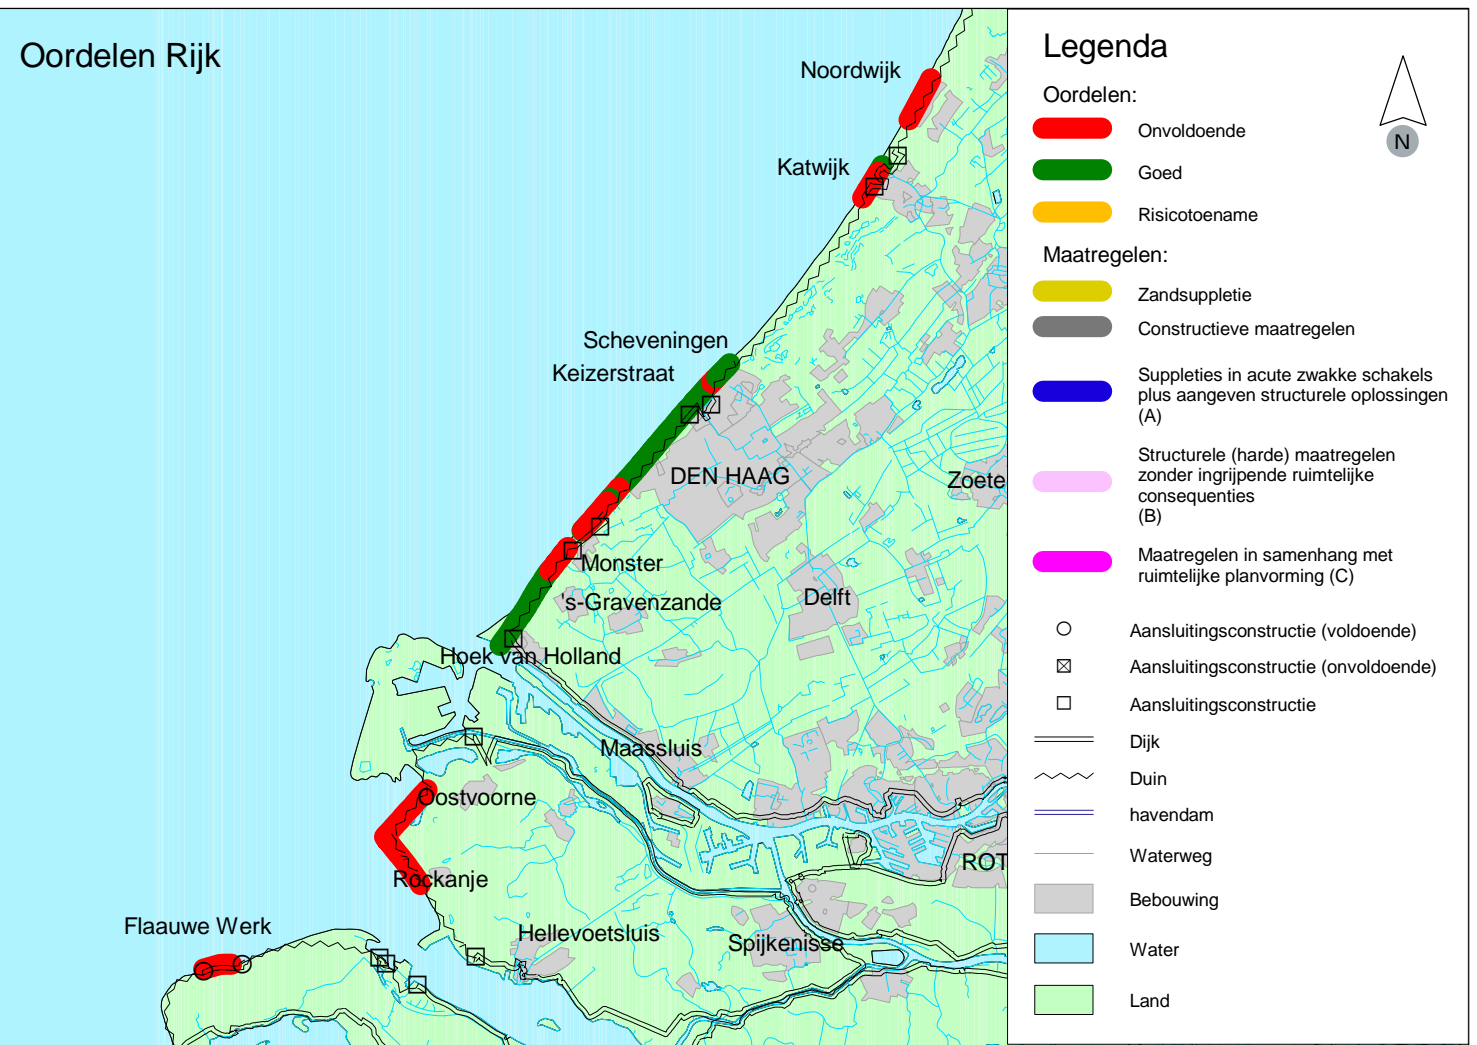 Oordelen Rijk
Noordwijk
Katwijk
Scheveningen
Keizerstraat
DEN HAAG
Zoete
Monster
's-Gravenzande
Delft
Hoek van Holland
Maassluis
Oostvoorne
ROT
Rockanje
Flaauwe Werk
Hellevoetsluis
Spijkenisse
Legenda
N
Oordelen:
Onvoldoende
Goed
Risicotoename
Maatregelen:
Zandsuppletie
Constructieve maatregelen
Suppleties in acute zwakke schakels
plus aangeven structurele oplossingen
(A)
Structurele (harde) maatregelen
zonder ingrijpende ruimtelijke
consequenties
(B)
Maatregelen in samenhang met
ruimtelijke planvorming (C)
Aansluitingsconstructie (voldoende)
Aansluitingsconstructie (onvoldoende)
Aansluitingsconstructie
Dijk
Duin
havendam
Waterweg
Bebouwing
Water
Land